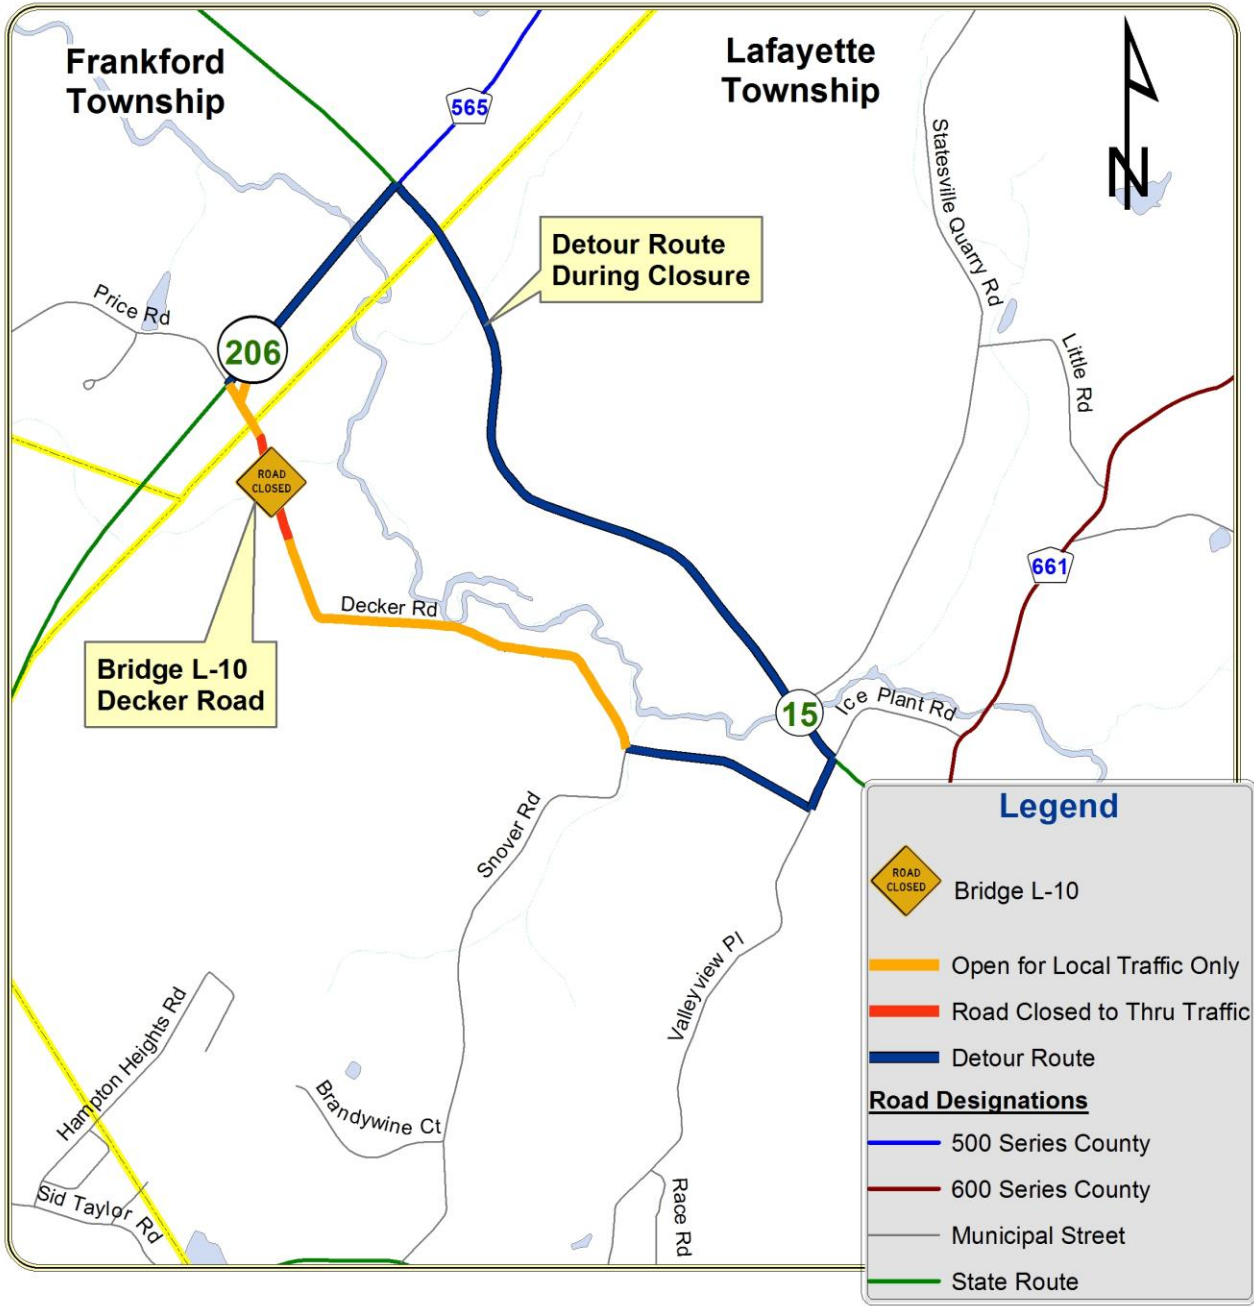 Frankford
Township
Lafayette
Township
565
N
Statesville Quarry Rd
Detour Route
During Closure
Price Rd
206
Little Rd
ROAD
CLOSED
661
Decker Rd
Bridge L-10
Decker Road
15
Ice Plant Rd
Snover Rd
Valleyview Pl
Hampton Heights Rd
Brandywine Ct
Sid Taylor Rd
Race Rd
Legend
ROAD
CLOSED
Bridge L-10
Open for Local Traffic Only
Road Closed to Thru Traffic
Detour Route
Road Designations
500 Series County
600 Series County
Municipal Street
State Route